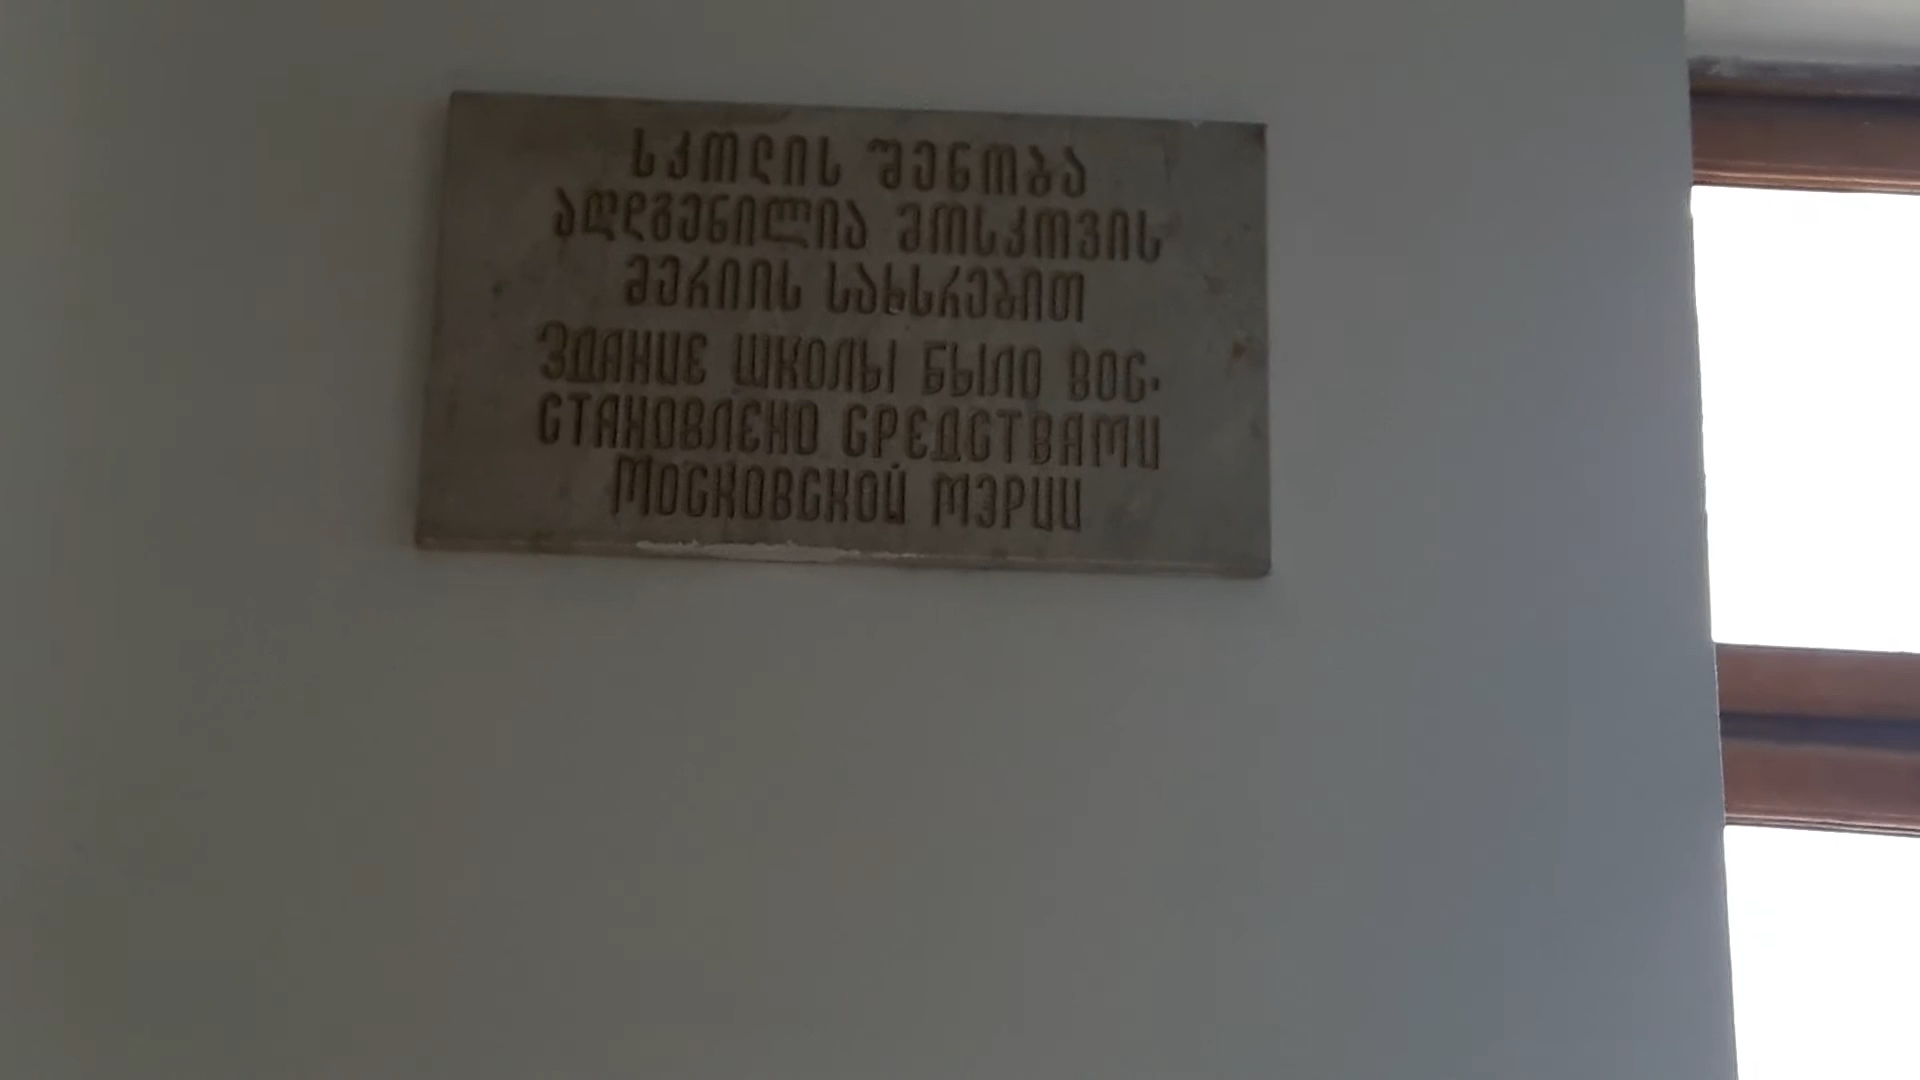 სკოლის შენობა
აღდგენილია მოსკოვის
მერიის სახსრებით
Здание школы было вос-
становлено средствами
Московской мэрии